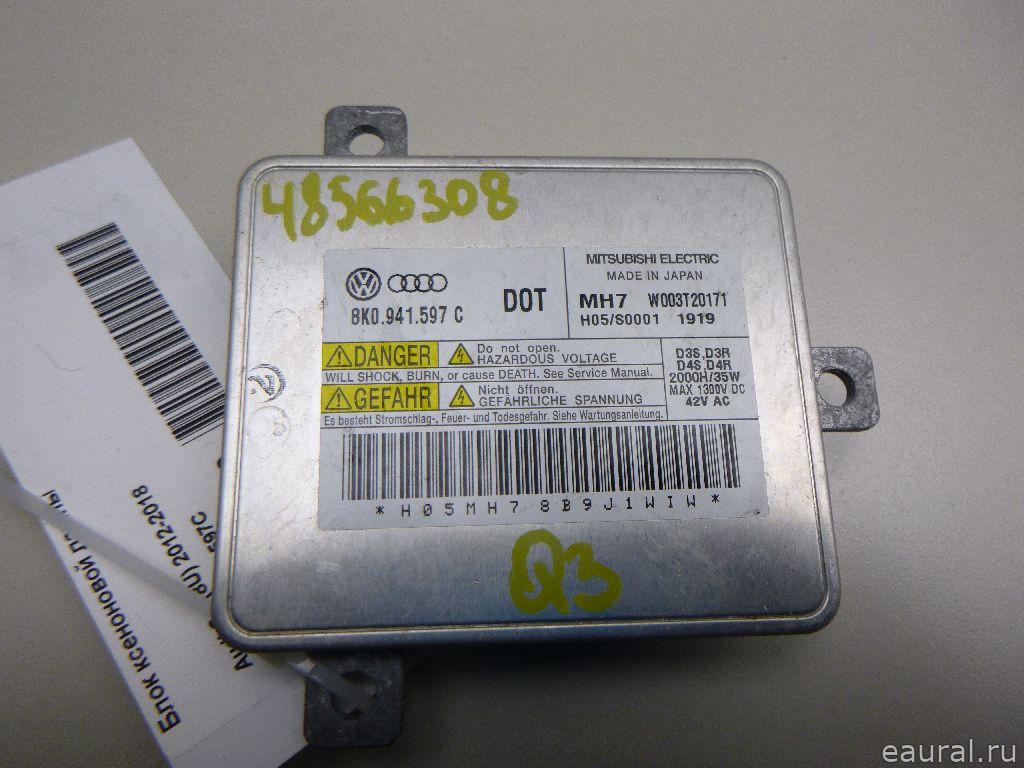 48566308
8K0.941.597 C
DOT
MITSUBISHI ELECTRIC
MADE IN JAPAN
MH7 W003T20171
H05/S0001 1919
DANGER
Do not open.
HAZARDOUS VOLTAGE
WILL SHOCK, BURN, or cause DEATH. See Service Manual.
GEFAHR
Nicht öffnen.
GEFÄHRLICHE SPANNUNG
Es besteht Stromschlag-, Feuer- und Todesgefahr. Siehe Wartungsanleitung.
D3S,D3R
D4S,D4R
2000H/35W
MAX 1300V DC
42V AC
*H05MH78B9J1WIW*
Q3
Блок ксеноновой
(8U) 2012-2018
597C
eaural.ru